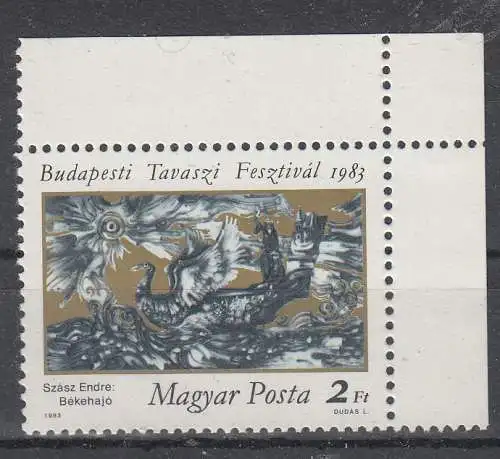 Budapesti Tavaszi Fesztivál 1983
Szász Endre:
Békehajó
Magyar Posta 2 Ft
1983
DUDÁS L.